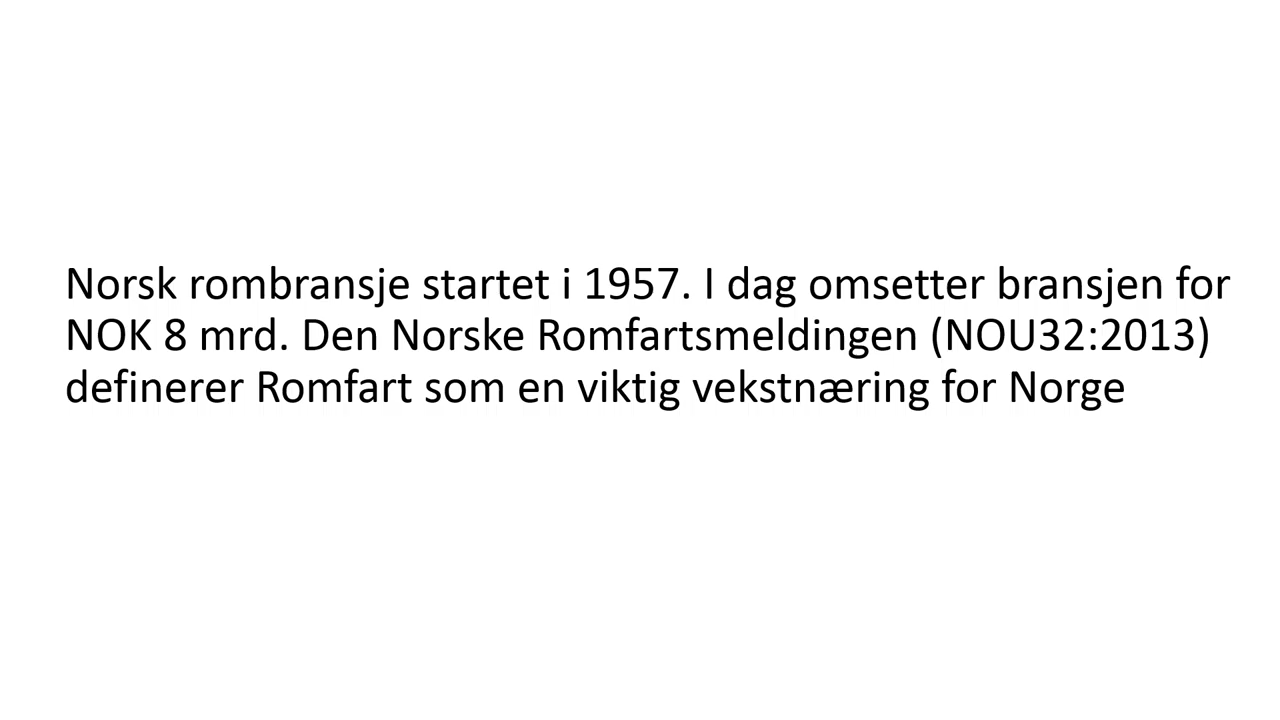 Norsk rombransje startet i 1957. I dag omsetter bransjen for
NOK 8 mrd. Den Norske Romfartsmeldingen (NOU32:2013)
definerer Romfart som en viktig vekstnæring for Norge